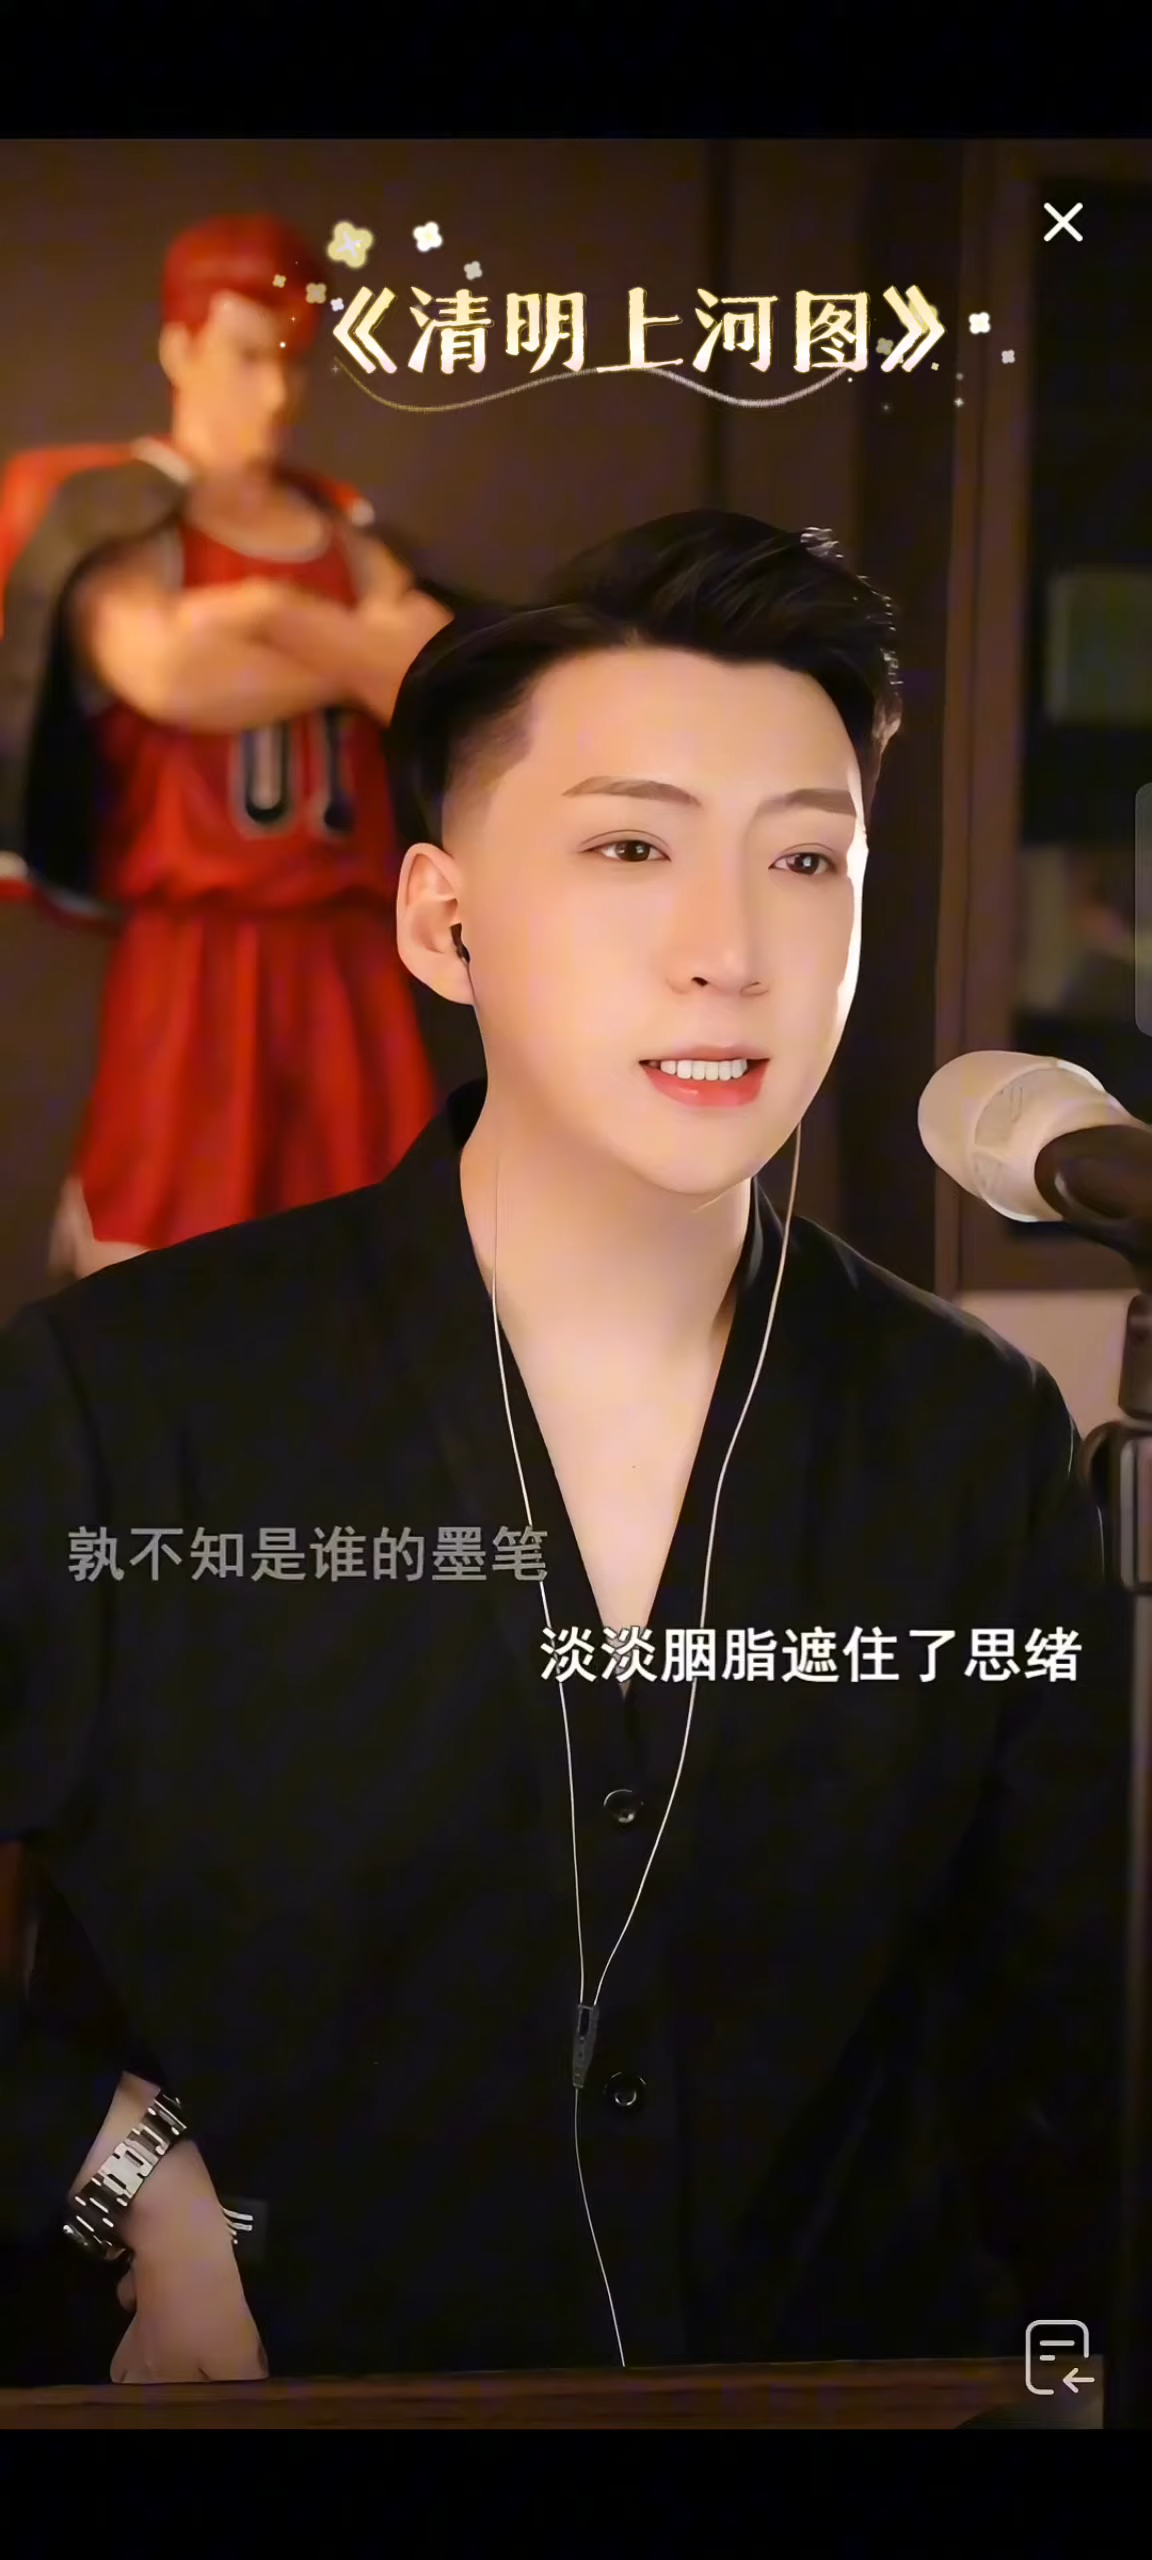 《清明上河图》
孰不知是谁的墨笔
淡淡胭脂遮住了思绪